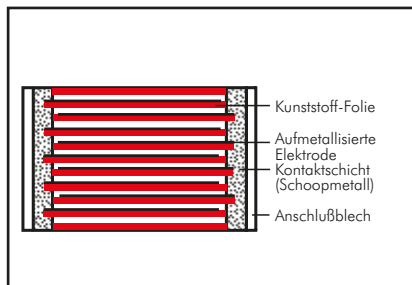 Kunststoff-Folie
Aufmetallisierte
Elektrode
Kontaktschicht
(Schoopmetall)
Anschlußblech